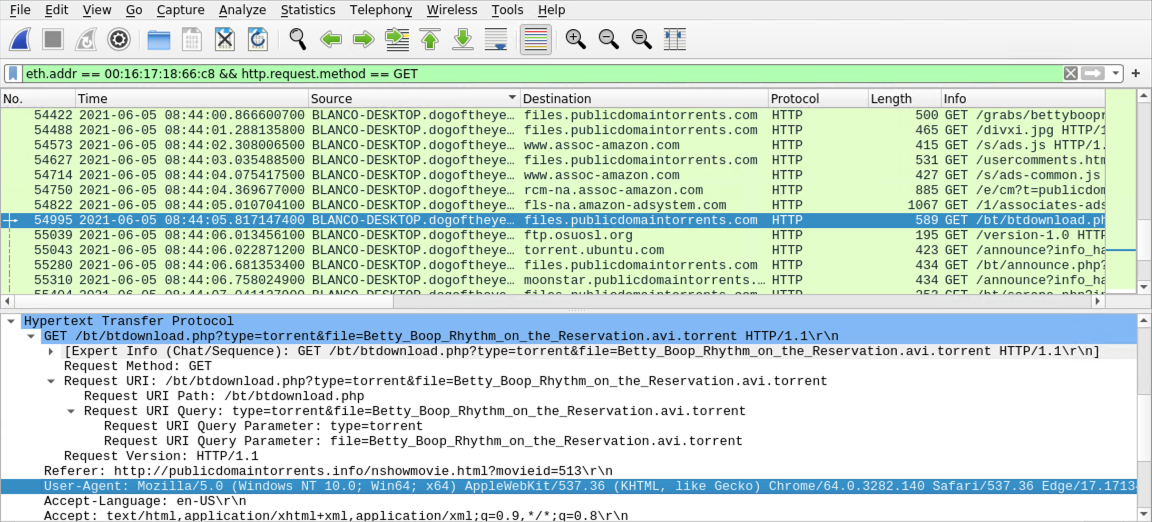 File Edit View Go Capture Analyze Statistics Telephony Wireless Tools Help
eth.addr == 00:16:17:18:66:c8 && http.request.method == GET
No. Time Source Destination Protocol Length Info
54422 2021-06-05 08:44:00.866600700 BLANCO-DESKTOP.dogoftheye… files.publicdomaintorrents.com HTTP 500 GET /grabs/bettyboopr
54488 2021-06-05 08:44:01.288135800 BLANCO-DESKTOP.dogoftheye… files.publicdomaintorrents.com HTTP 465 GET /divxi.jpg HTTP/1
54573 2021-06-05 08:44:02.308006500 BLANCO-DESKTOP.dogoftheye… www.assoc-amazon.com HTTP 415 GET /s/ads.js HTTP/1.
54627 2021-06-05 08:44:03.035488500 BLANCO-DESKTOP.dogoftheye… files.publicdomaintorrents.com HTTP 531 GET /usercomments.htm
54714 2021-06-05 08:44:04.075417500 BLANCO-DESKTOP.dogoftheye… www.assoc-amazon.com HTTP 427 GET /s/ads-common.js
54750 2021-06-05 08:44:04.369677000 BLANCO-DESKTOP.dogoftheye… rcm-na.assoc-amazon.com HTTP 885 GET /e/cm?t=publicdom
54822 2021-06-05 08:44:05.010704100 BLANCO-DESKTOP.dogoftheye… fls-na.amazon-adsystem.com HTTP 1067 GET /1/associates-ads
54995 2021-06-05 08:44:05.817147400 BLANCO-DESKTOP.dogoftheye… files.publicdomaintorrents.com HTTP 589 GET /bt/btdownload.ph
55039 2021-06-05 08:44:06.013456100 BLANCO-DESKTOP.dogoftheye… ftp.osuosl.org HTTP 195 GET /version-1.0 HTTP
55043 2021-06-05 08:44:06.022871200 BLANCO-DESKTOP.dogoftheye… torrent.ubuntu.com HTTP 423 GET /announce?info_ha
55280 2021-06-05 08:44:06.681353400 BLANCO-DESKTOP.dogoftheye… files.publicdomaintorrents.com HTTP 434 GET /bt/announce.php?
55310 2021-06-05 08:44:06.758024900 BLANCO-DESKTOP.dogoftheye… moonstar.publicdomaintorrents.… HTTP 434 GET /announce?info_ha
Hypertext Transfer Protocol
GET /bt/btdownload.php?type=torrent&file=Betty_Boop_Rhythm_on_the_Reservation.avi.torrent HTTP/1.1\r\n
[Expert Info (Chat/Sequence): GET /bt/btdownload.php?type=torrent&file=Betty_Boop_Rhythm_on_the_Reservation.avi.torrent HTTP/1.1\r\n]
Request Method: GET
Request URI: /bt/btdownload.php?type=torrent&file=Betty_Boop_Rhythm_on_the_Reservation.avi.torrent
Request URI Path: /bt/btdownload.php
Request URI Query: type=torrent&file=Betty_Boop_Rhythm_on_the_Reservation.avi.torrent
Request URI Query Parameter: type=torrent
Request URI Query Parameter: file=Betty_Boop_Rhythm_on_the_Reservation.avi.torrent
Request Version: HTTP/1.1
Referer: http://publicdomaintorrents.info/nshowmovie.html?movieid=513\r\n
User-Agent: Mozilla/5.0 (Windows NT 10.0; Win64; x64) AppleWebKit/537.36 (KHTML, like Gecko) Chrome/64.0.3282.140 Safari/537.36 Edge/17.1713
Accept-Language: en-US\r\n
Accept: text/html,application/xhtml+xml,application/xml;q=0.9,*/*;q=0.8\r\n